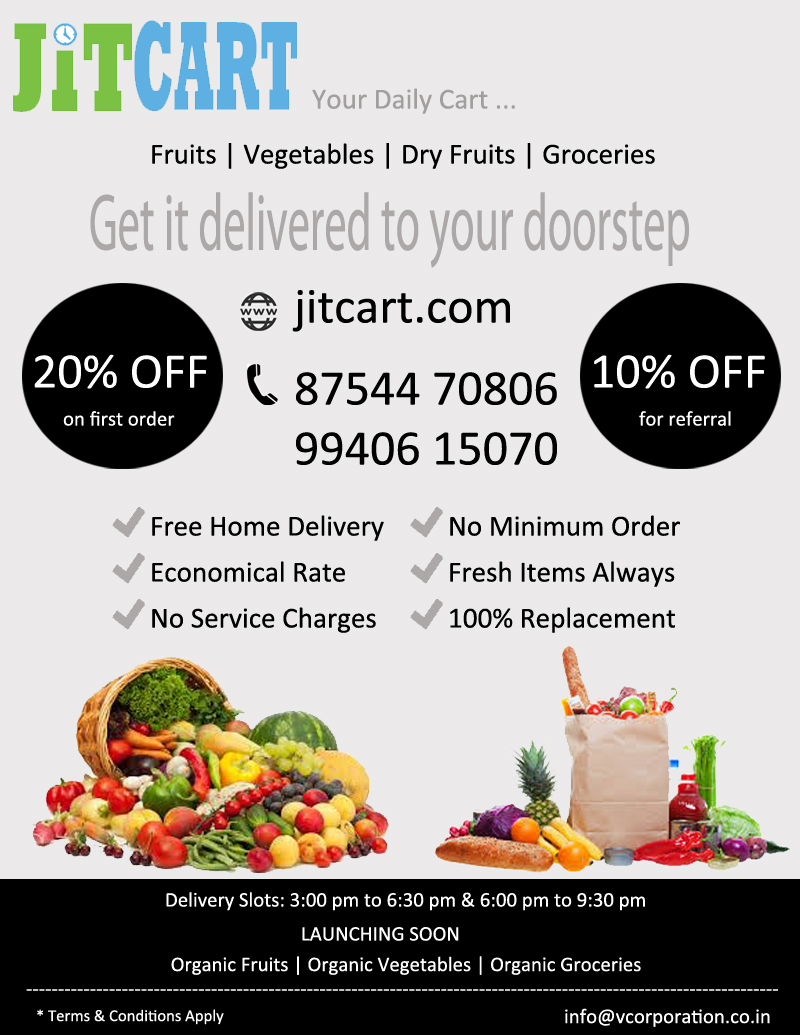 JiTCART
Your Daily Cart ...
Fruits | Vegetables | Dry Fruits | Groceries
Get it delivered to your doorstep
20% OFF
on first order
www
jitcart.com
87544 70806
99406 15070
10% OFF
for referral
Free Home Delivery
No Minimum Order
Economical Rate
Fresh Items Always
No Service Charges
100% Replacement
Delivery Slots: 3:00 pm to 6:30 pm & 6:00 pm to 9:30 pm
LAUNCHING SOON
Organic Fruits | Organic Vegetables | Organic Groceries
* Terms & Conditions Apply
info@vcorporation.co.in